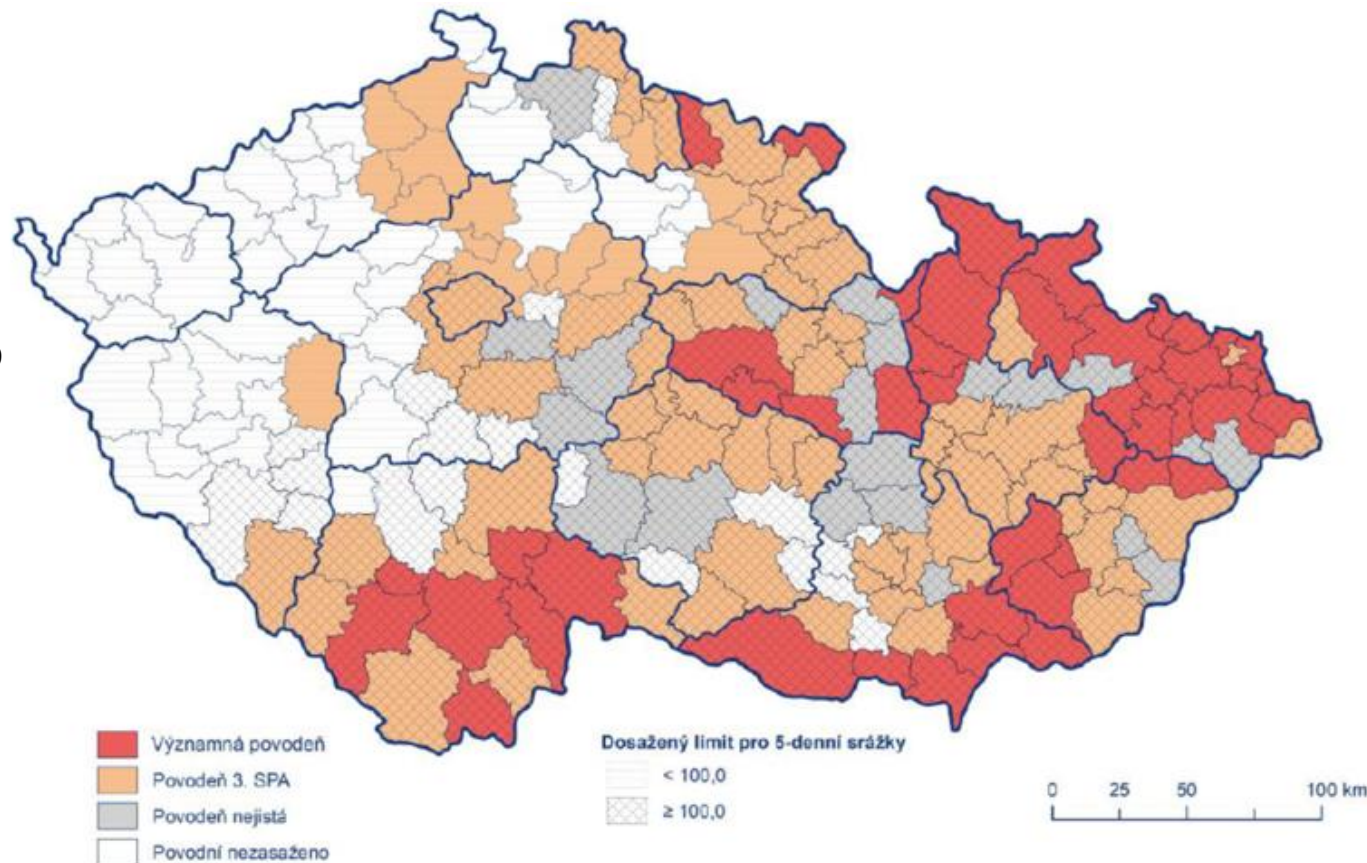 )
Významná povodeň
Povodeň 3. SPA
Povodeň nejistá
Povodní nezasaženo
Dosažený limit pro 5-denní srážky
< 100,0
≥ 100,0
0 25 50 100 km